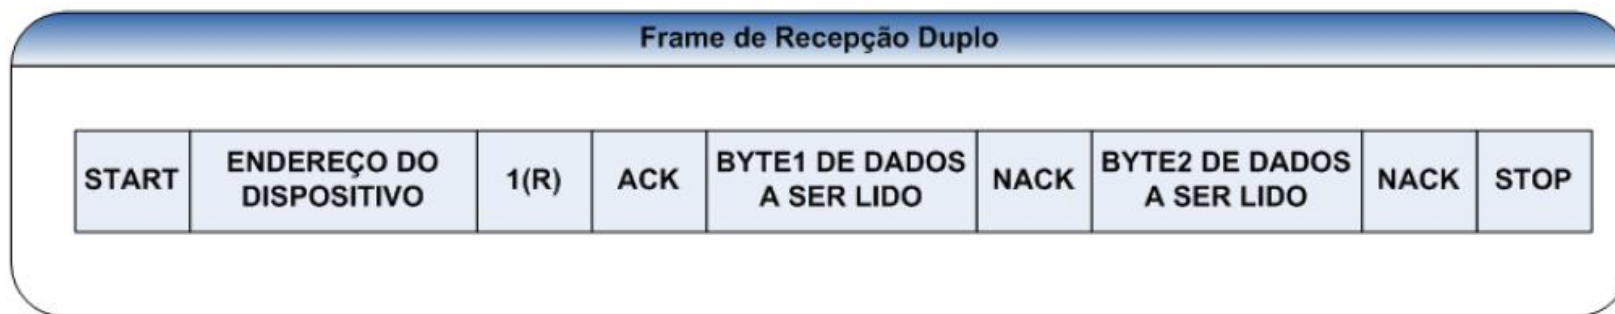 Frame de Recepção Duplo
START
ENDEREÇO DO
DISPOSITIVO
1(R)
ACK
BYTE1 DE DADOS
A SER LIDO
NACK
BYTE2 DE DADOS
A SER LIDO
NACK
STOP